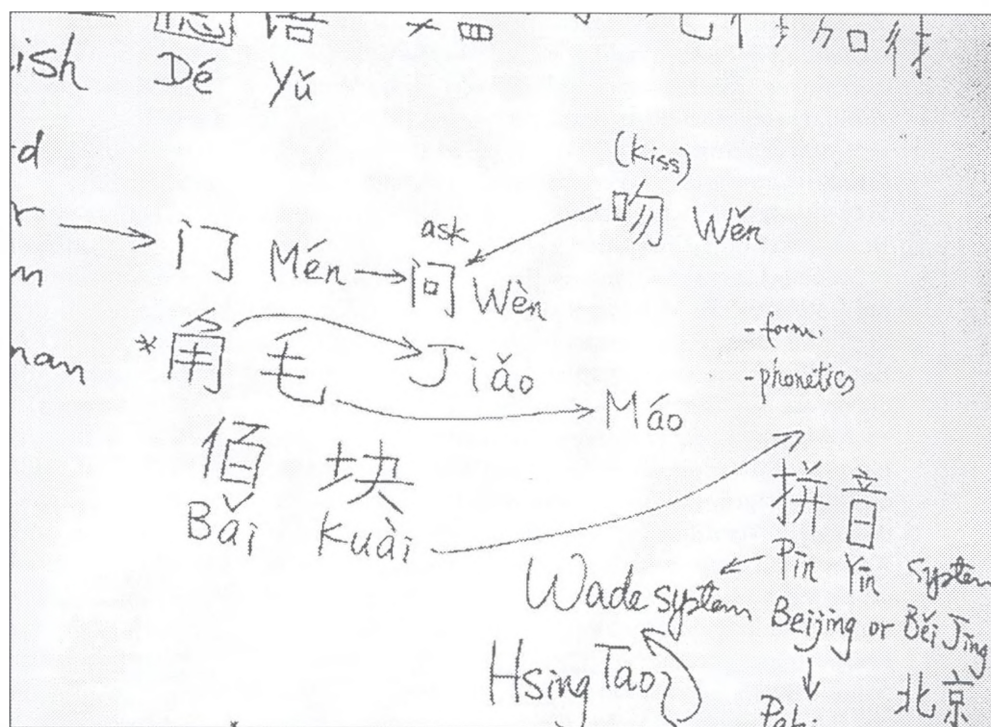 德 语
ish Dé Yǔ
(kiss)
吻 Wěn
ask
门 Mén 问 Wèn
*角 毛 Jiǎo
Máo
-form
-phonetics
佰 块
Bǎi Kuài
拼音
Pīn Yīn System
Wade system Beijing or Běi Jīng
Hsing Tao 北京